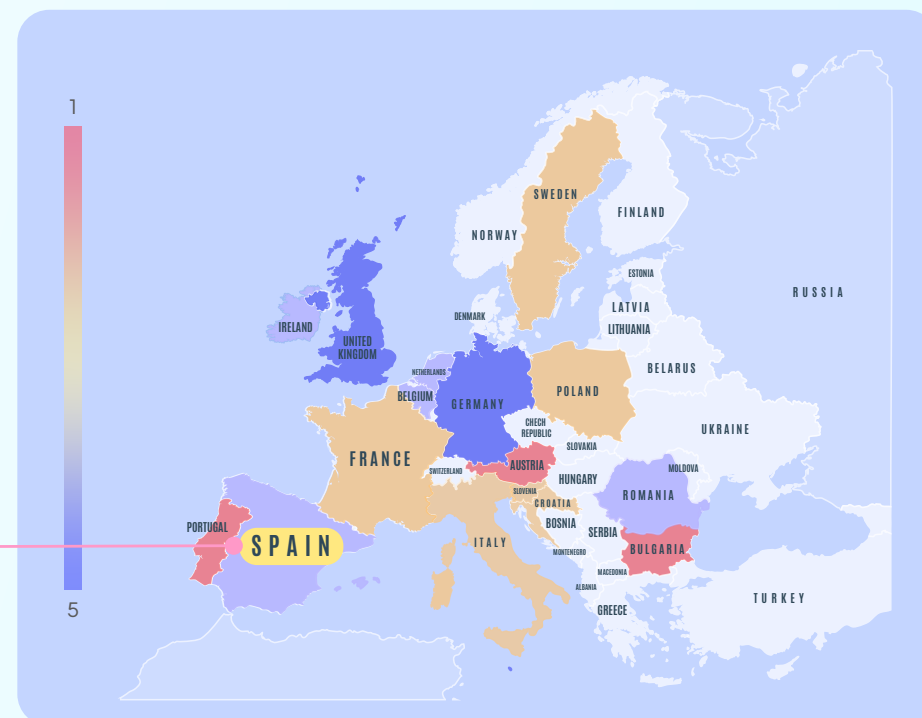 1
SWEDEN
FINLAND
NORWAY
ESTONIA
RUSSIA
LATVIA
DENMARK
LITHUANIA
IRELAND
UNITED
KINGDOM
BELARUS
NETHERLANDS
POLAND
BELGIUM
GERMANY
CHECH
REPUBLIC
UKRAINE
SLOVAKIA
FRANCE
SWITZERLAND
AUSTRIA
MOLDOVA
HUNGARY
SLOVENIA
ROMANIA
CROATIA
PORTUGAL
BOSNIA
SERBIA
SPAIN
ITALY
MONTENEGRO
BULGARIA
MACEDONIA
ALBANIA
TURKEY
GREECE
5